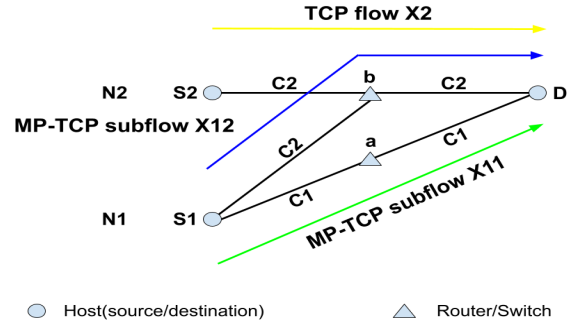 TCP flow X2
N2 S2 C2 b C2 D
MP-TCP subflow X12
C2
a
C1
C1
MP-TCP subflow X11
N1 S1
Host(source/destination) Router/Switch